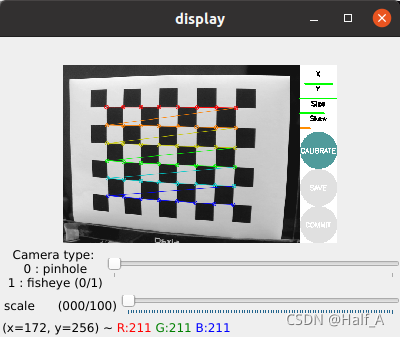 display
X
Y
Size
Skew
CALIBRATE
SAVE
COMMIT
Camera type:
0 : pinhole
1 : fisheye (0/1)
scale (000/100)
CSDN @Half_A
(x=172, y=256) ~ R:211 G:211 B:211